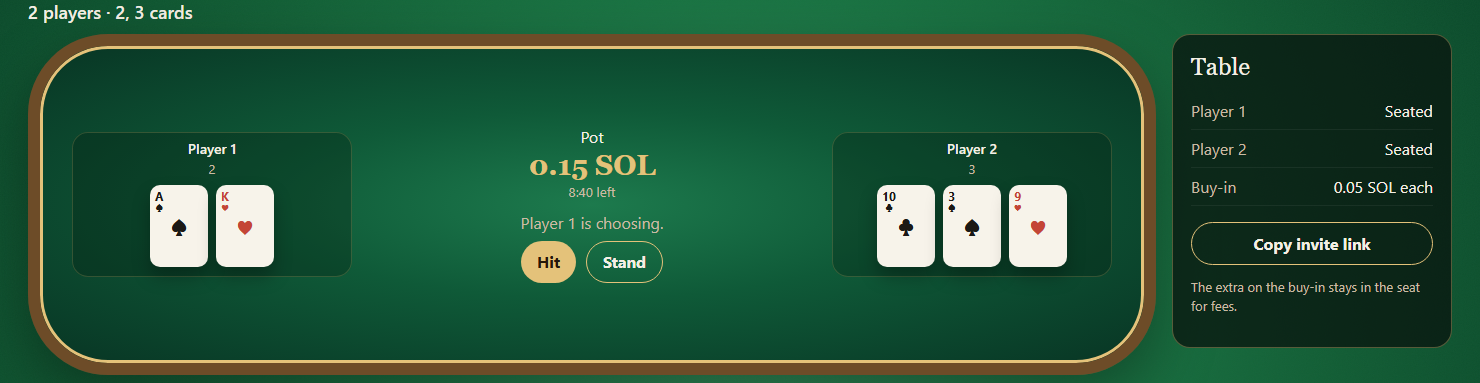 2 players · 2, 3 cards
Player 1
2
A
K
Pot
0.15 SOL
8:40 left
Player 1 is choosing.
Hit
Stand
Player 2
3
10
3
9
Table
Player 1 Seated
Player 2 Seated
Buy-in 0.05 SOL each
Copy invite link
The extra on the buy-in stays in the seat
for fees.